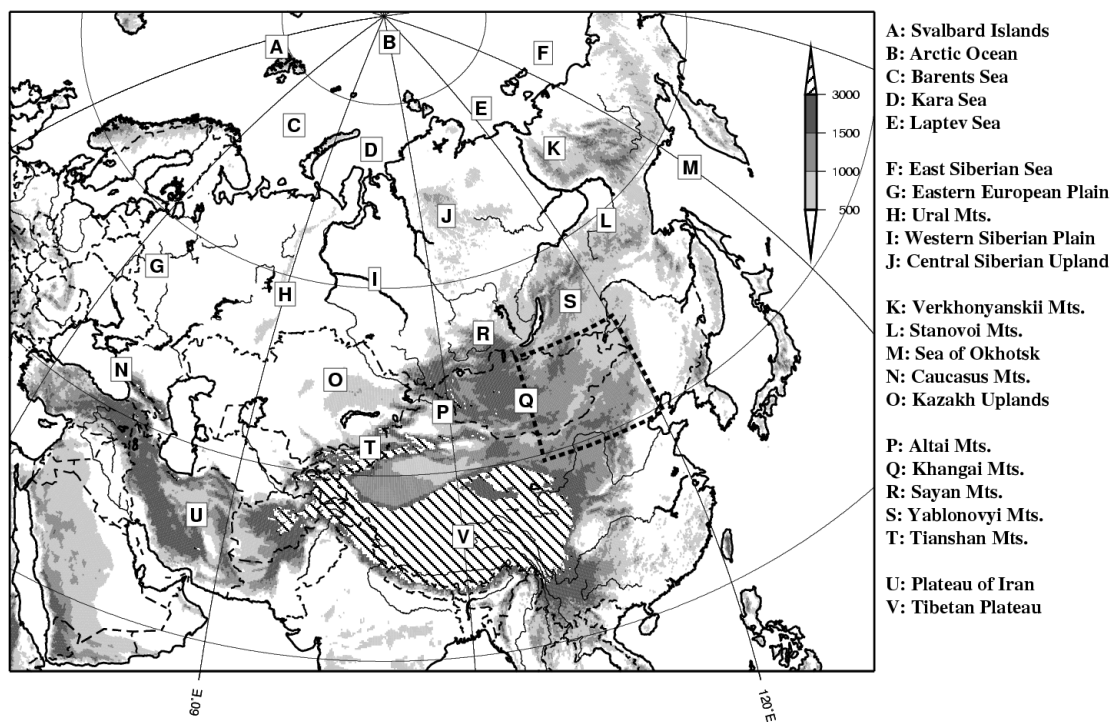 A
B
F
E
C
D
K
M
J
L
G
I
H
S
R
N
O
Q
P
T
U
V
3000
1500
1000
500
60°E
120°E
A: Svalbard Islands
B: Arctic Ocean
C: Barents Sea
D: Kara Sea
E: Laptev Sea
F: East Siberian Sea
G: Eastern European Plain
H: Ural Mts.
I: Western Siberian Plain
J: Central Siberian Upland
K: Verkhonyanskii Mts.
L: Stanovoi Mts.
M: Sea of Okhotsk
N: Caucasus Mts.
O: Kazakh Uplands
P: Altai Mts.
Q: Khangai Mts.
R: Sayan Mts.
S: Yablonovyi Mts.
T: Tianshan Mts.
U: Plateau of Iran
V: Tibetan Plateau